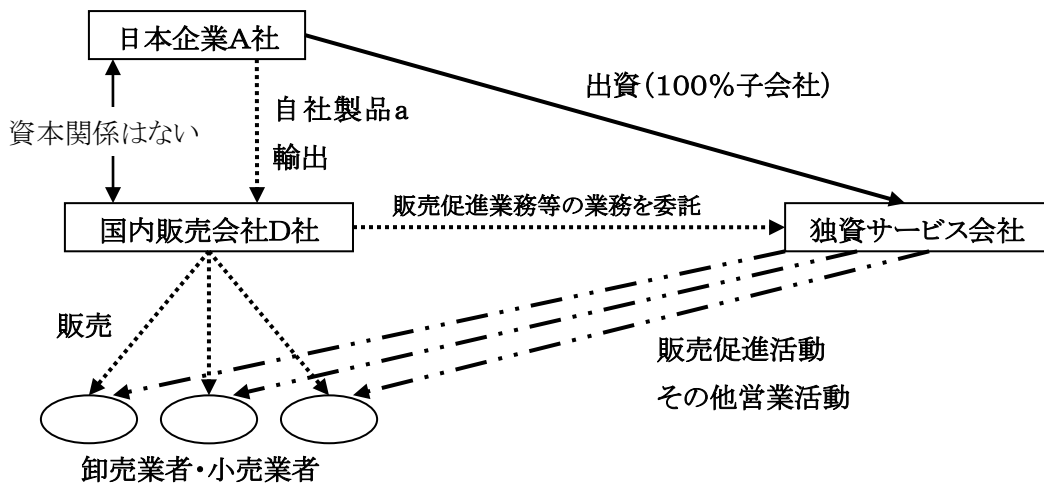 日本企業A社
出資(100%子会社)
自社製品a
輸出
資本関係はない
国内販売会社D社
販売促進業務等の業務を委託
独資サービス会社
販売
販売促進活動
その他営業活動
卸売業者・小売業者